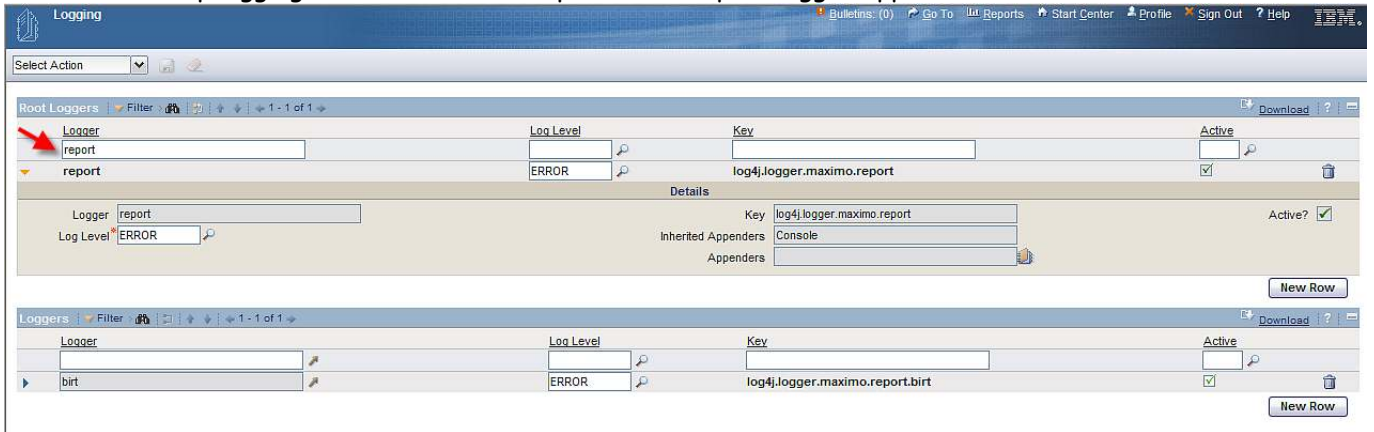 Logging Bulletins: (0) Go To Reports Start Center Profile Sign Out ? Help IBM.
Select Action
Root Loggers Filter 1 - 1 of 1 Download ?
Logger Log Level Key Active
report
report ERROR log4j.logger.maximo.report
Details
Logger report Key log4j.logger.maximo.report Active?
Log Level* ERROR Inherited Appenders Console
Appenders
New Row
Loggers Filter 1 - 1 of 1 Download ?
Logger Log Level Key Active
birt ERROR log4j.logger.maximo.report.birt
New Row